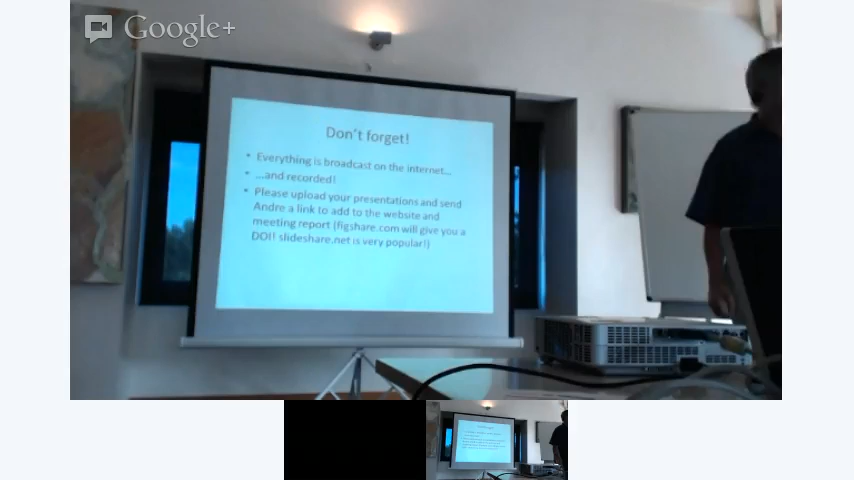 Google+
Don't forget!
• Everything is broadcast on the internet...
• ...and recorded!
• Please upload your presentations and send
Andre a link to add to the website and
meeting report (figshare.com will give you a
DOI! slideshare.net is very popular!)